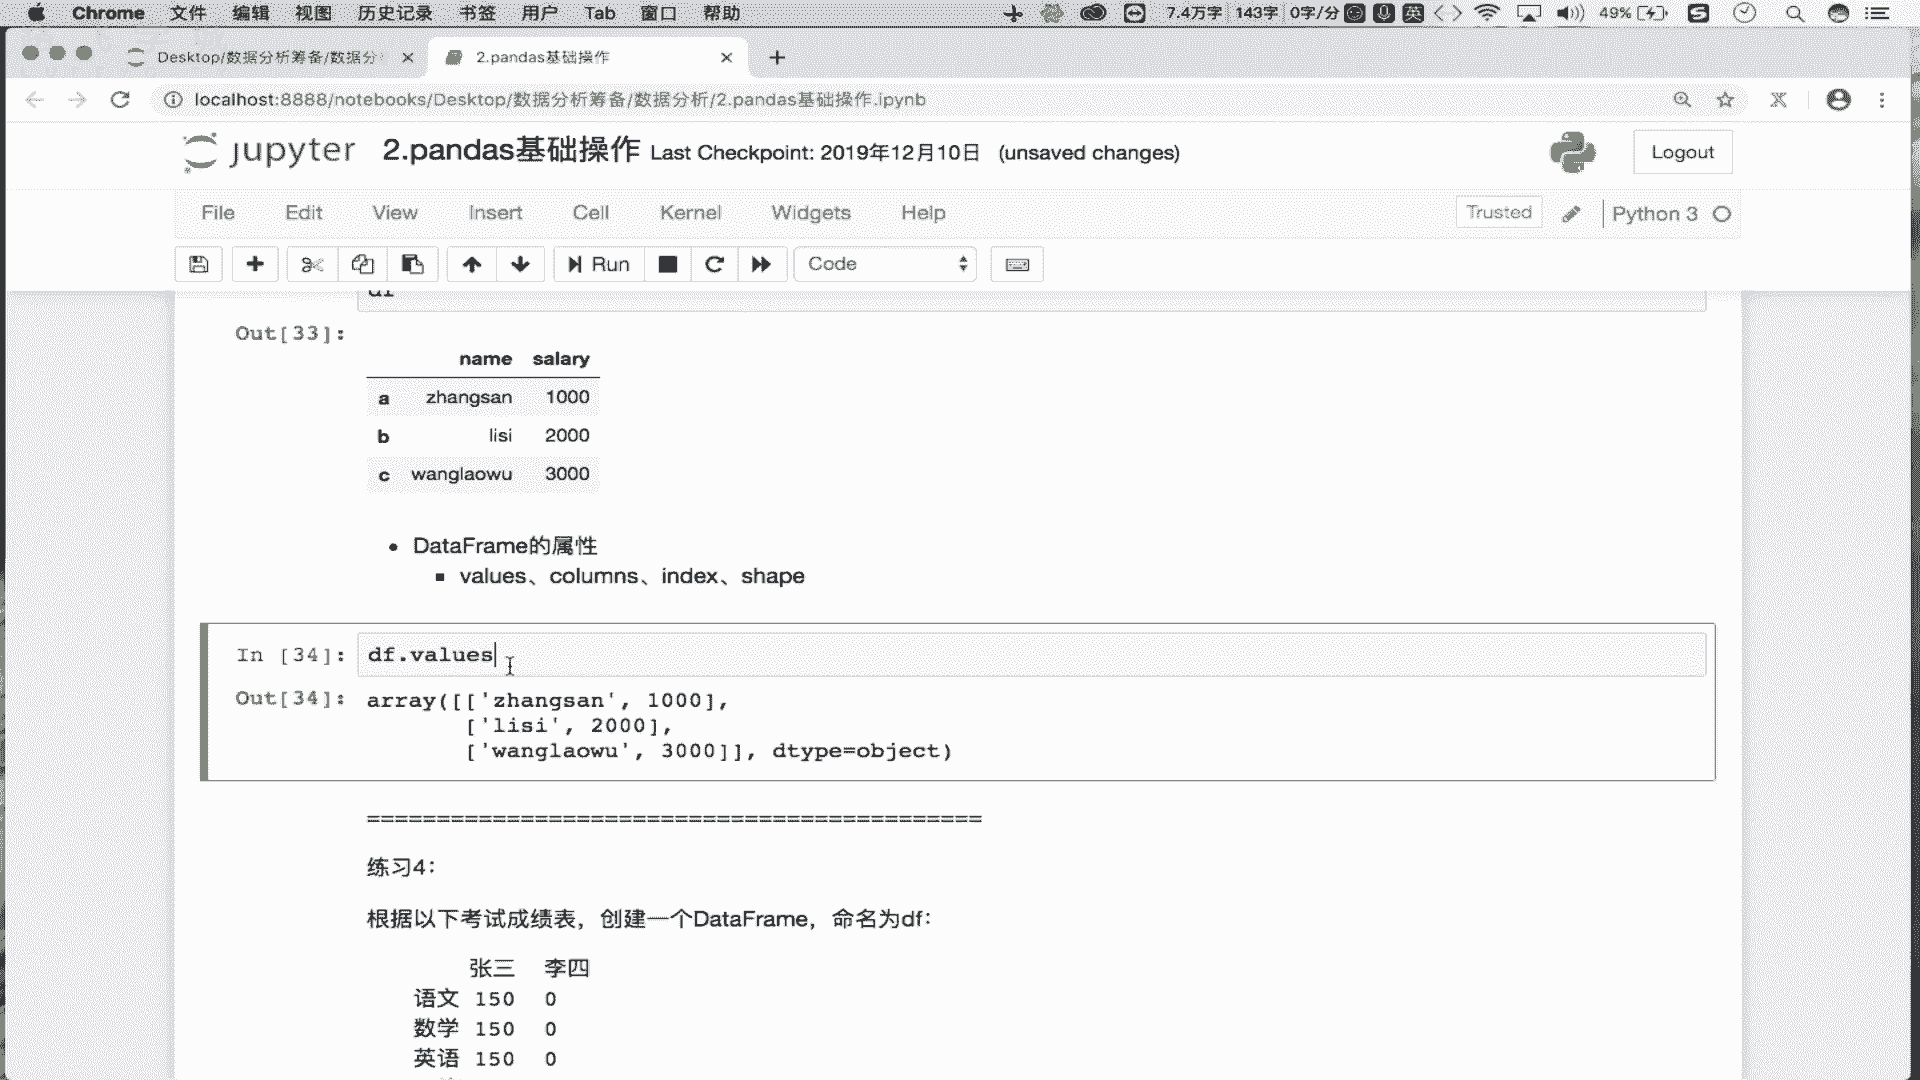 Chrome 文件 编辑 视图 历史记录 书签 用户 Tab 窗口 帮助 7.4万字 143字 0字/分 英 49%
Desktop/数据分析筹备/数据分 2.pandas基础操作
localhost:8888/notebooks/Desktop/数据分析筹备/数据分析/2.pandas基础操作.ipynb
jupyter 2.pandas基础操作 Last Checkpoint: 2019年12月10日 (unsaved changes) Logout
File Edit View Insert Cell Kernel Widgets Help Trusted Python 3
Run Code
df
Out[33]:
name salary
a zhangsan 1000
b lisi 2000
c wanglaowu 3000
DataFrame的属性
values、columns、index、shape
In [34]: df.values
Out[34]: array([['zhangsan', 1000],
['lisi', 2000],
['wanglaowu', 3000]], dtype=object)
============================================
练习4：
根据以下考试成绩表，创建一个DataFrame，命名为df：
张三 李四
语文 150 0
数学 150 0
英语 150 0